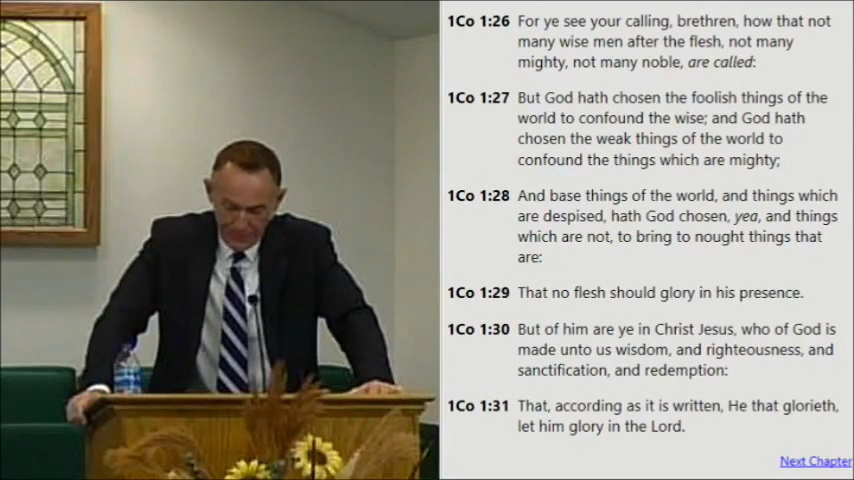 1Co 1:26 For ye see your calling, brethren, how that not
many wise men after the flesh, not many
mighty, not many noble, are called:
1Co 1:27 But God hath chosen the foolish things of the
world to confound the wise; and God hath
chosen the weak things of the world to
confound the things which are mighty;
1Co 1:28 And base things of the world, and things which
are despised, hath God chosen, yea, and things
which are not, to bring to nought things that
are:
1Co 1:29 That no flesh should glory in his presence.
1Co 1:30 But of him are ye in Christ Jesus, who of God is
made unto us wisdom, and righteousness, and
sanctification, and redemption:
1Co 1:31 That, according as it is written, He that glorieth,
let him glory in the Lord.
Next Chapter